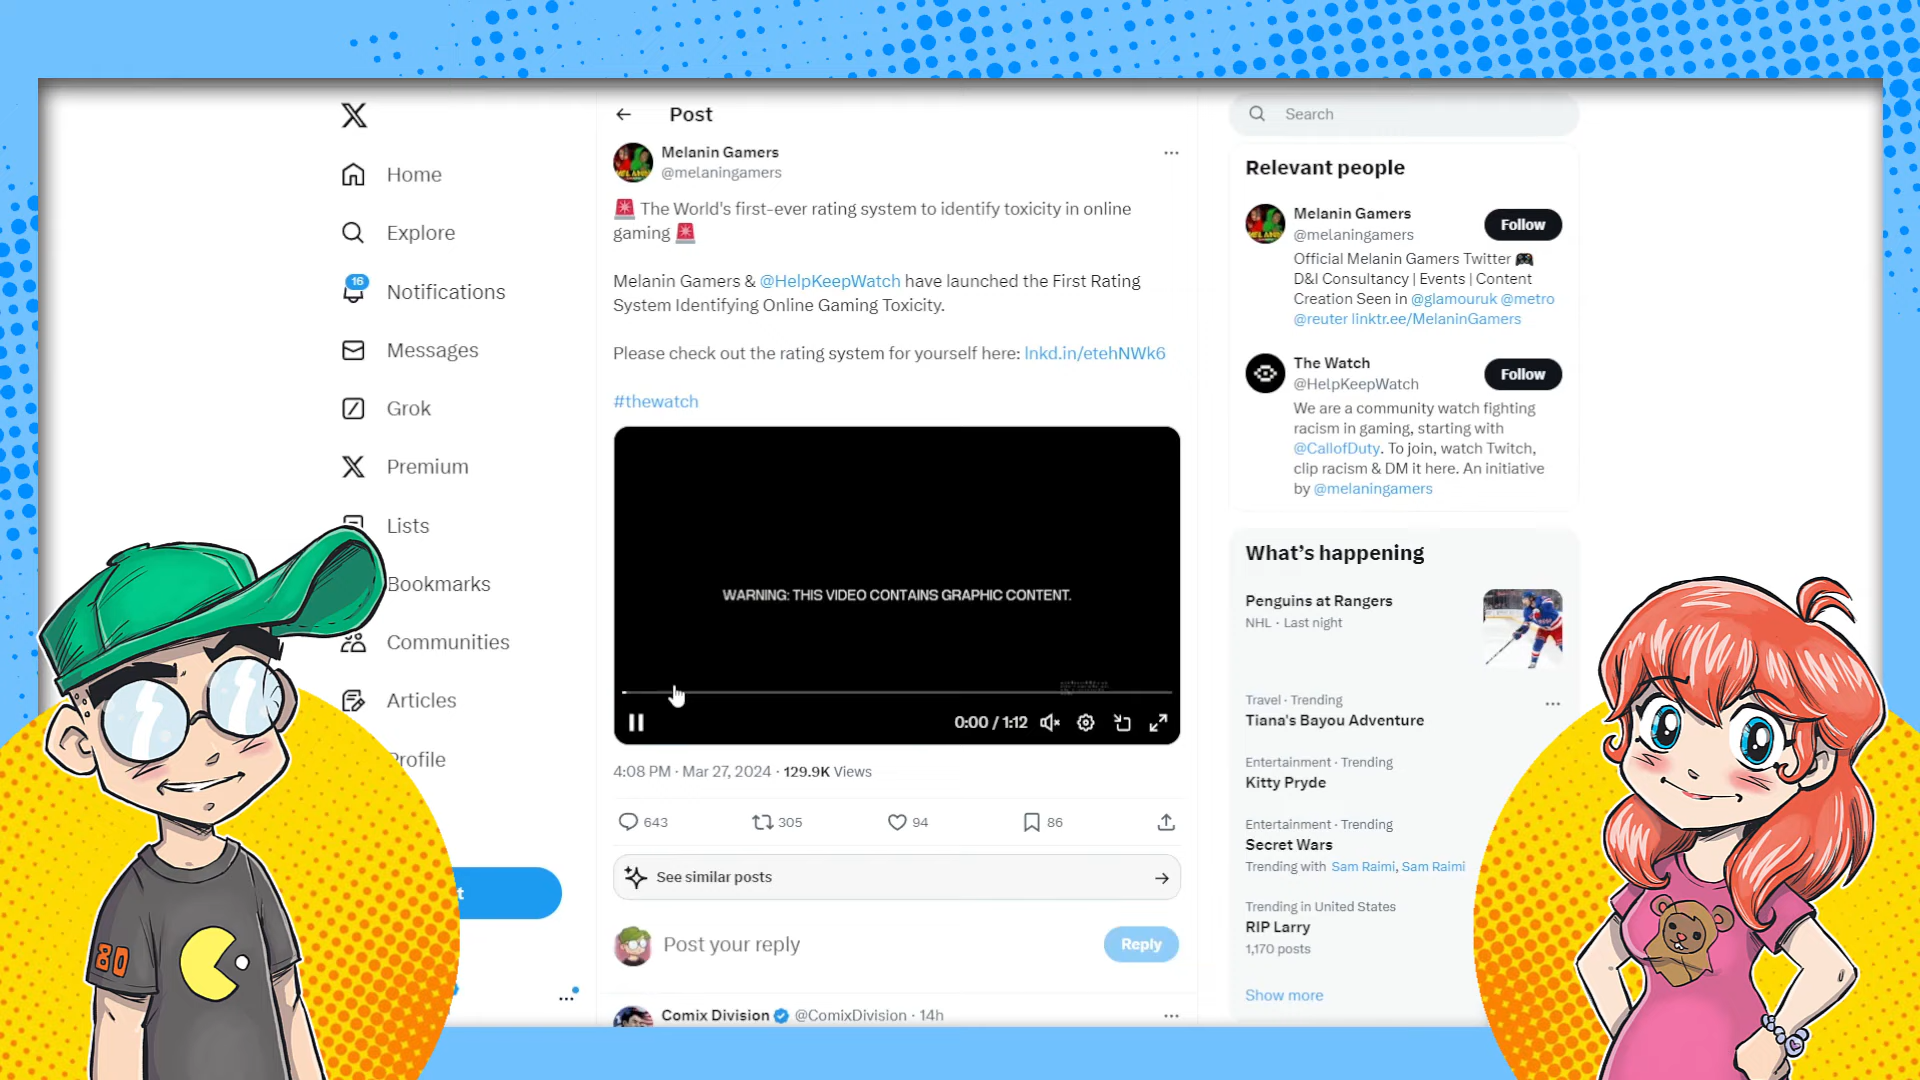 Home
Explore
16
Notifications
Messages
Grok
Premium
Lists
Bookmarks
Communities
Articles
Profile
t
Post
Melanin Gamers
@melaningamers
The World's first-ever rating system to identify toxicity in online
gaming
Melanin Gamers & @HelpKeepWatch have launched the First Rating
System Identifying Online Gaming Toxicity.
Please check out the rating system for yourself here: lnkd.in/etehNWk6
#thewatch
WARNING: THIS VIDEO CONTAINS GRAPHIC CONTENT.
0:00 / 1:12
4:08 PM · Mar 27, 2024 · 129.9K Views
643 305 94 86
See similar posts
Post your reply
Reply
Comix Division @ComixDivision · 14h
Search
Relevant people
Melanin Gamers
@melaningamers
Follow
Official Melanin Gamers Twitter
D&I Consultancy | Events | Content
Creation Seen in @glamouruk @metro
@reuter linktr.ee/MelaninGamers
The Watch
@HelpKeepWatch
Follow
We are a community watch fighting
racism in gaming, starting with
@CallofDuty. To join, watch Twitch,
clip racism & DM it here. An initiative
by @melaningamers
What's happening
Penguins at Rangers
NHL · Last night
Travel · Trending
Tiana's Bayou Adventure
Entertainment · Trending
Kitty Pryde
Entertainment · Trending
Secret Wars
Trending with Sam Raimi, Sam Raimi
Trending in United States
RIP Larry
1,170 posts
Show more
80